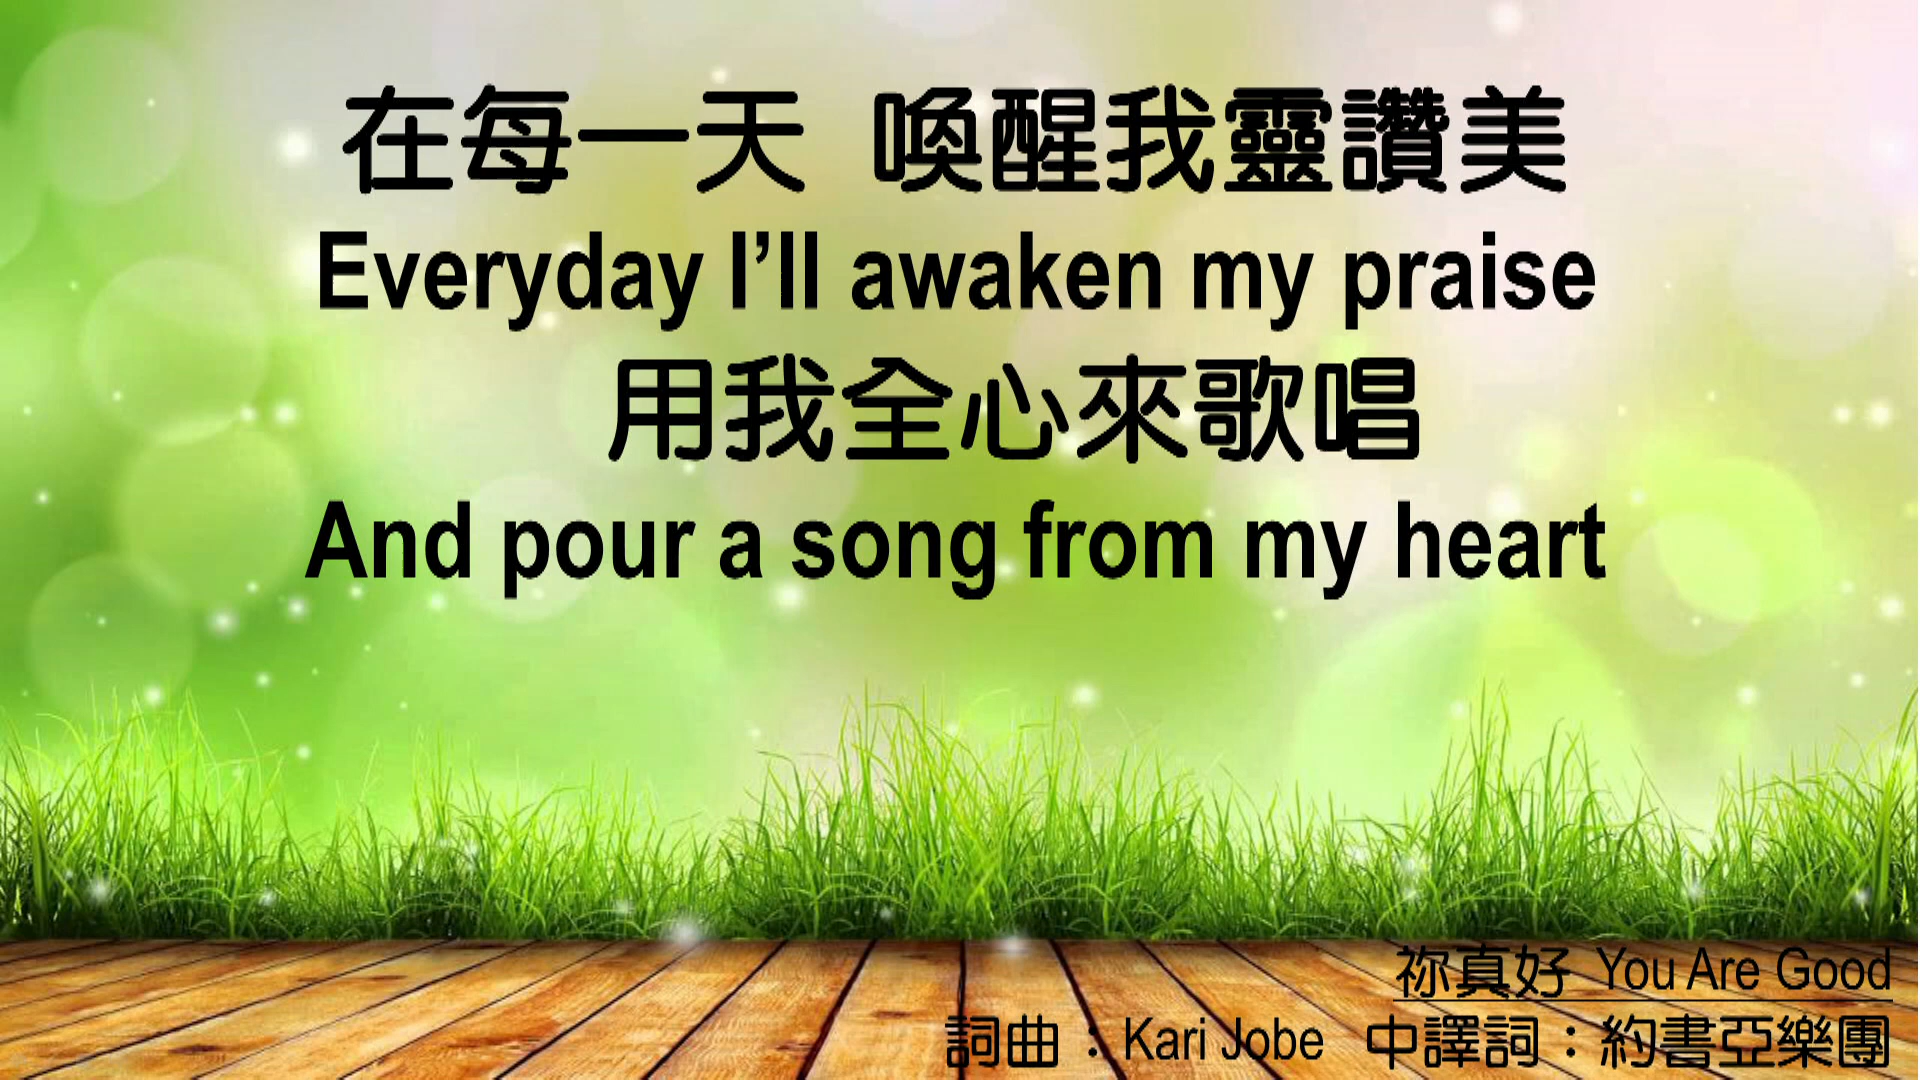 在每一天 喚醒我靈讚美
Everyday I’ll awaken my praise
用我全心來歌唱
And pour a song from my heart
祢真好 You Are Good
詞曲：Kari Jobe 中譯詞：約書亞樂團